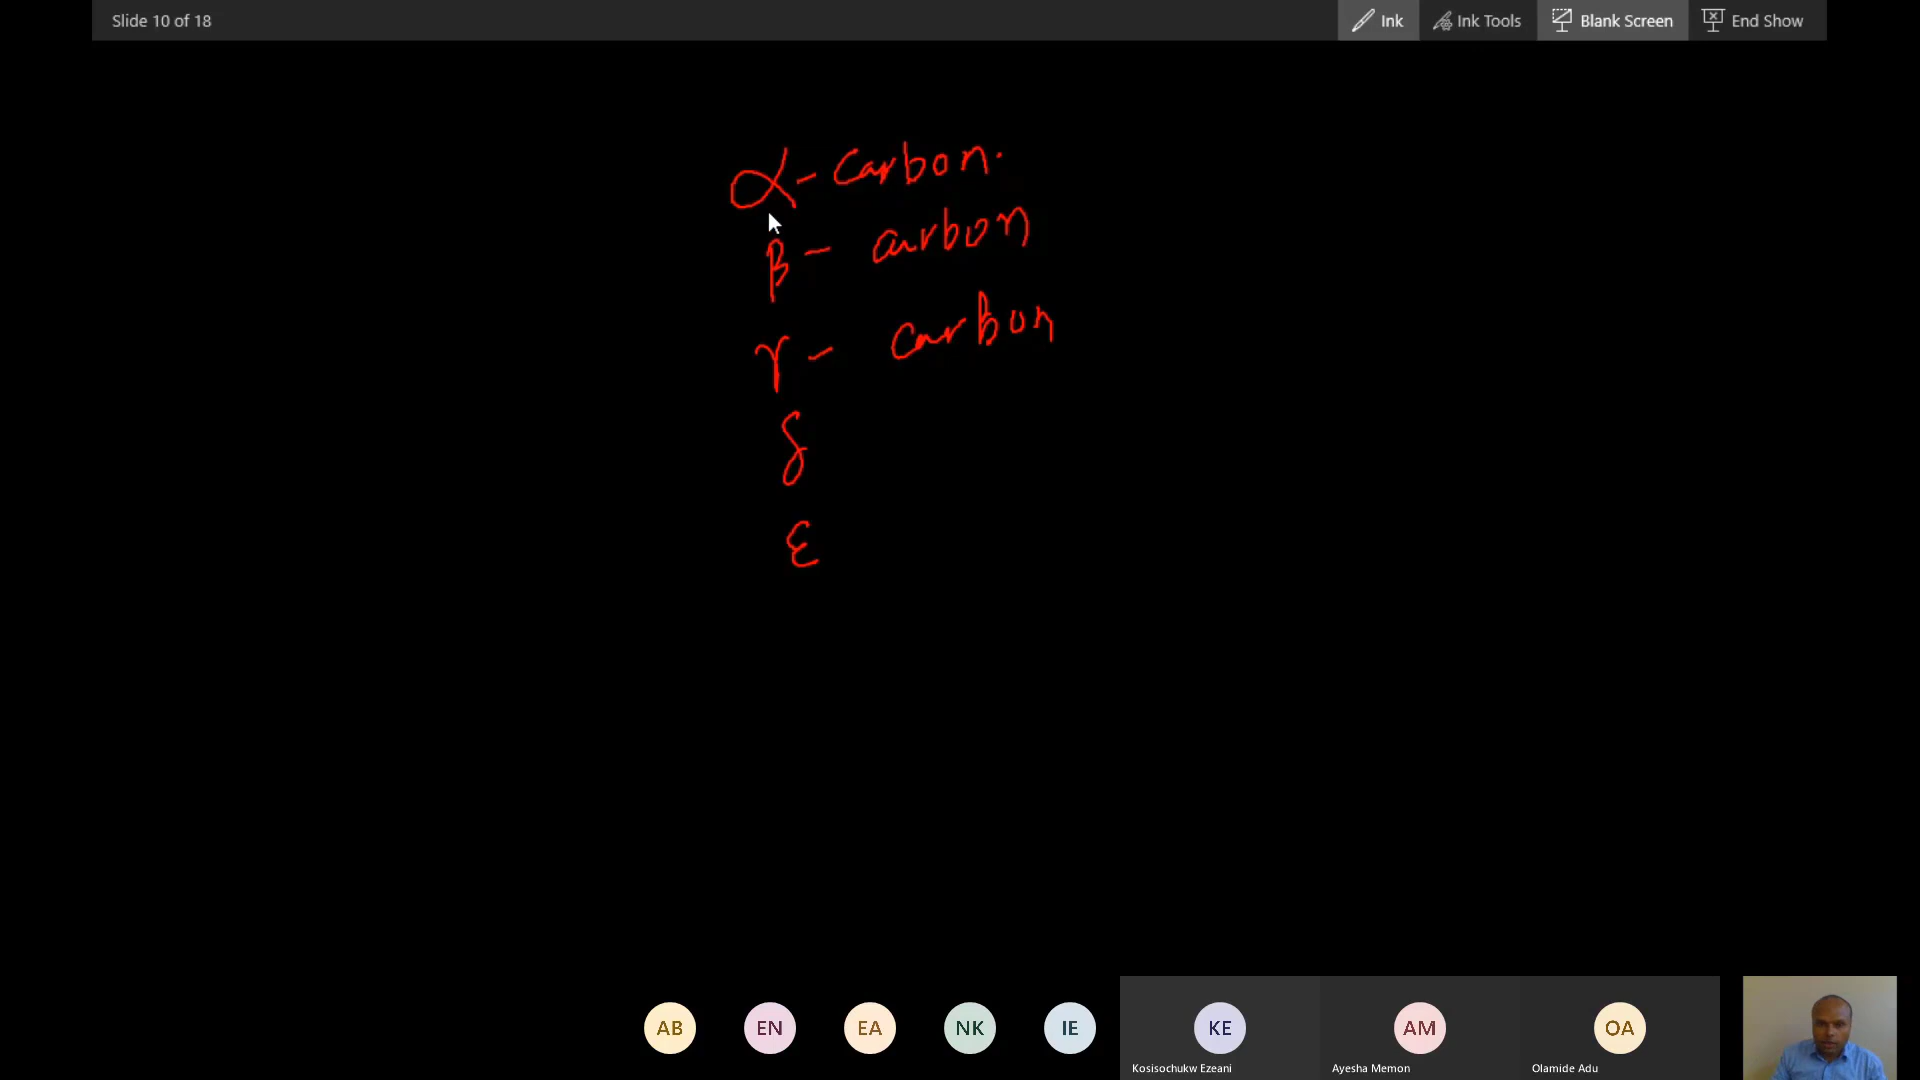 Slide 10 of 18
Ink
Ink Tools
Blank Screen
End Show
α - Carbon.
β - carbon
γ - carbon
δ
ε
AB
EN
EA
NK
IE
KE
AM
OA
Kosisochukw Ezeani
Ayesha Memon
Olamide Adu